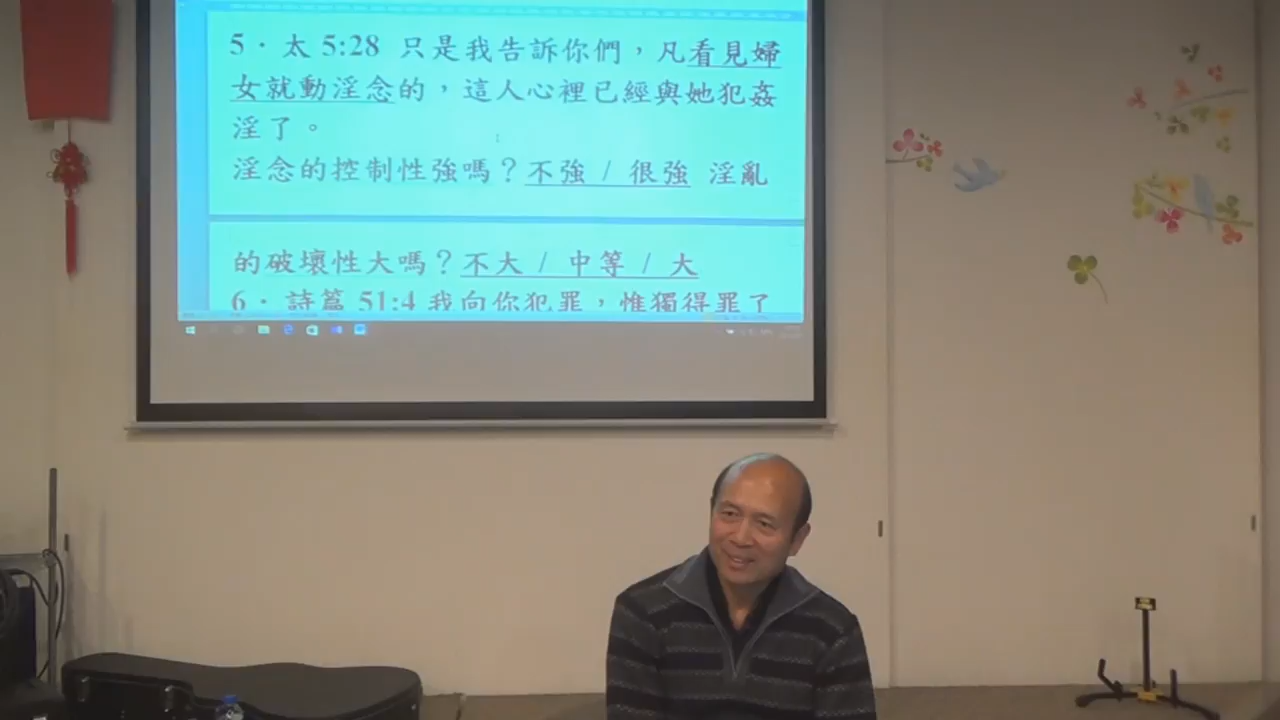 5．太 5:28 只是我告訴你們，凡看見婦
女就動淫念的，這人心裡已經與她犯姦
淫了。
淫念的控制性強嗎？不強 / 很強 淫亂
的破壞性大嗎？不大 / 中等 / 大
6．詩篇 51:4 我向你犯罪，惟獨得罪了